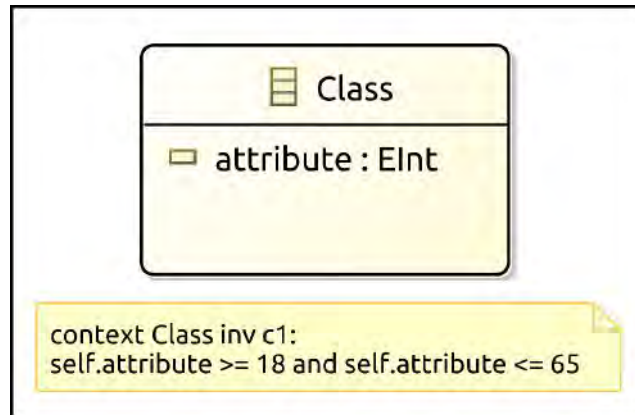 Class
attribute : EInt
context Class inv c1:
self.attribute >= 18 and self.attribute <= 65